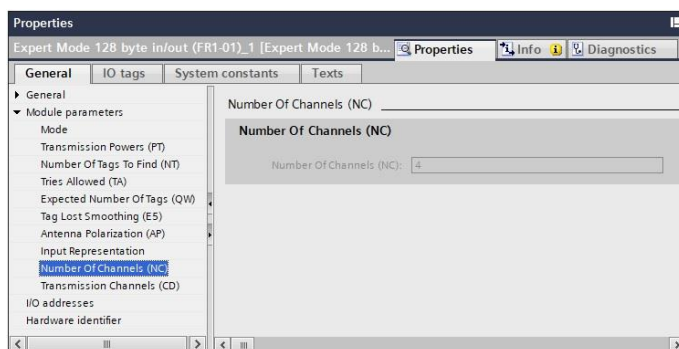 Properties
Expert Mode 128 byte in/out (FR1-01)_1 [Expert Mode 128 b...
Properties
Info
Diagnostics
General
IO tags
System constants
Texts
General
Module parameters
Mode
Transmission Powers (PT)
Number Of Tags To Find (NT)
Tries Allowed (TA)
Expected Number Of Tags (QW)
Tag Lost Smoothing (E5)
Antenna Polarization (AP)
Input Representation
Number Of Channels (NC)
Transmission Channels (CD)
I/O addresses
Hardware identifier
Number Of Channels (NC)
Number Of Channels (NC)
Number Of Channels (NC): 4